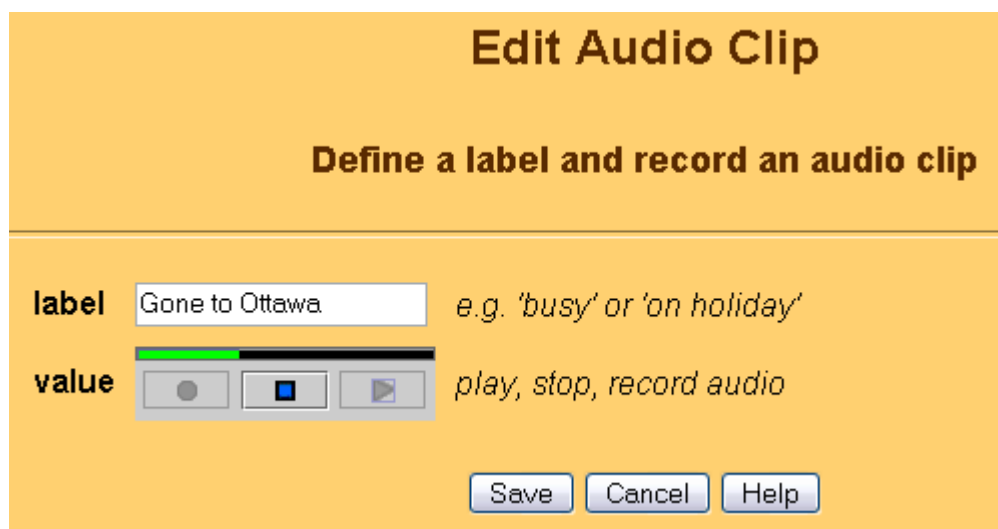 Edit Audio Clip
Define a label and record an audio clip
label Gone to Ottawa e.g. 'busy' or 'on holiday'
value play, stop, record audio
Save Cancel Help